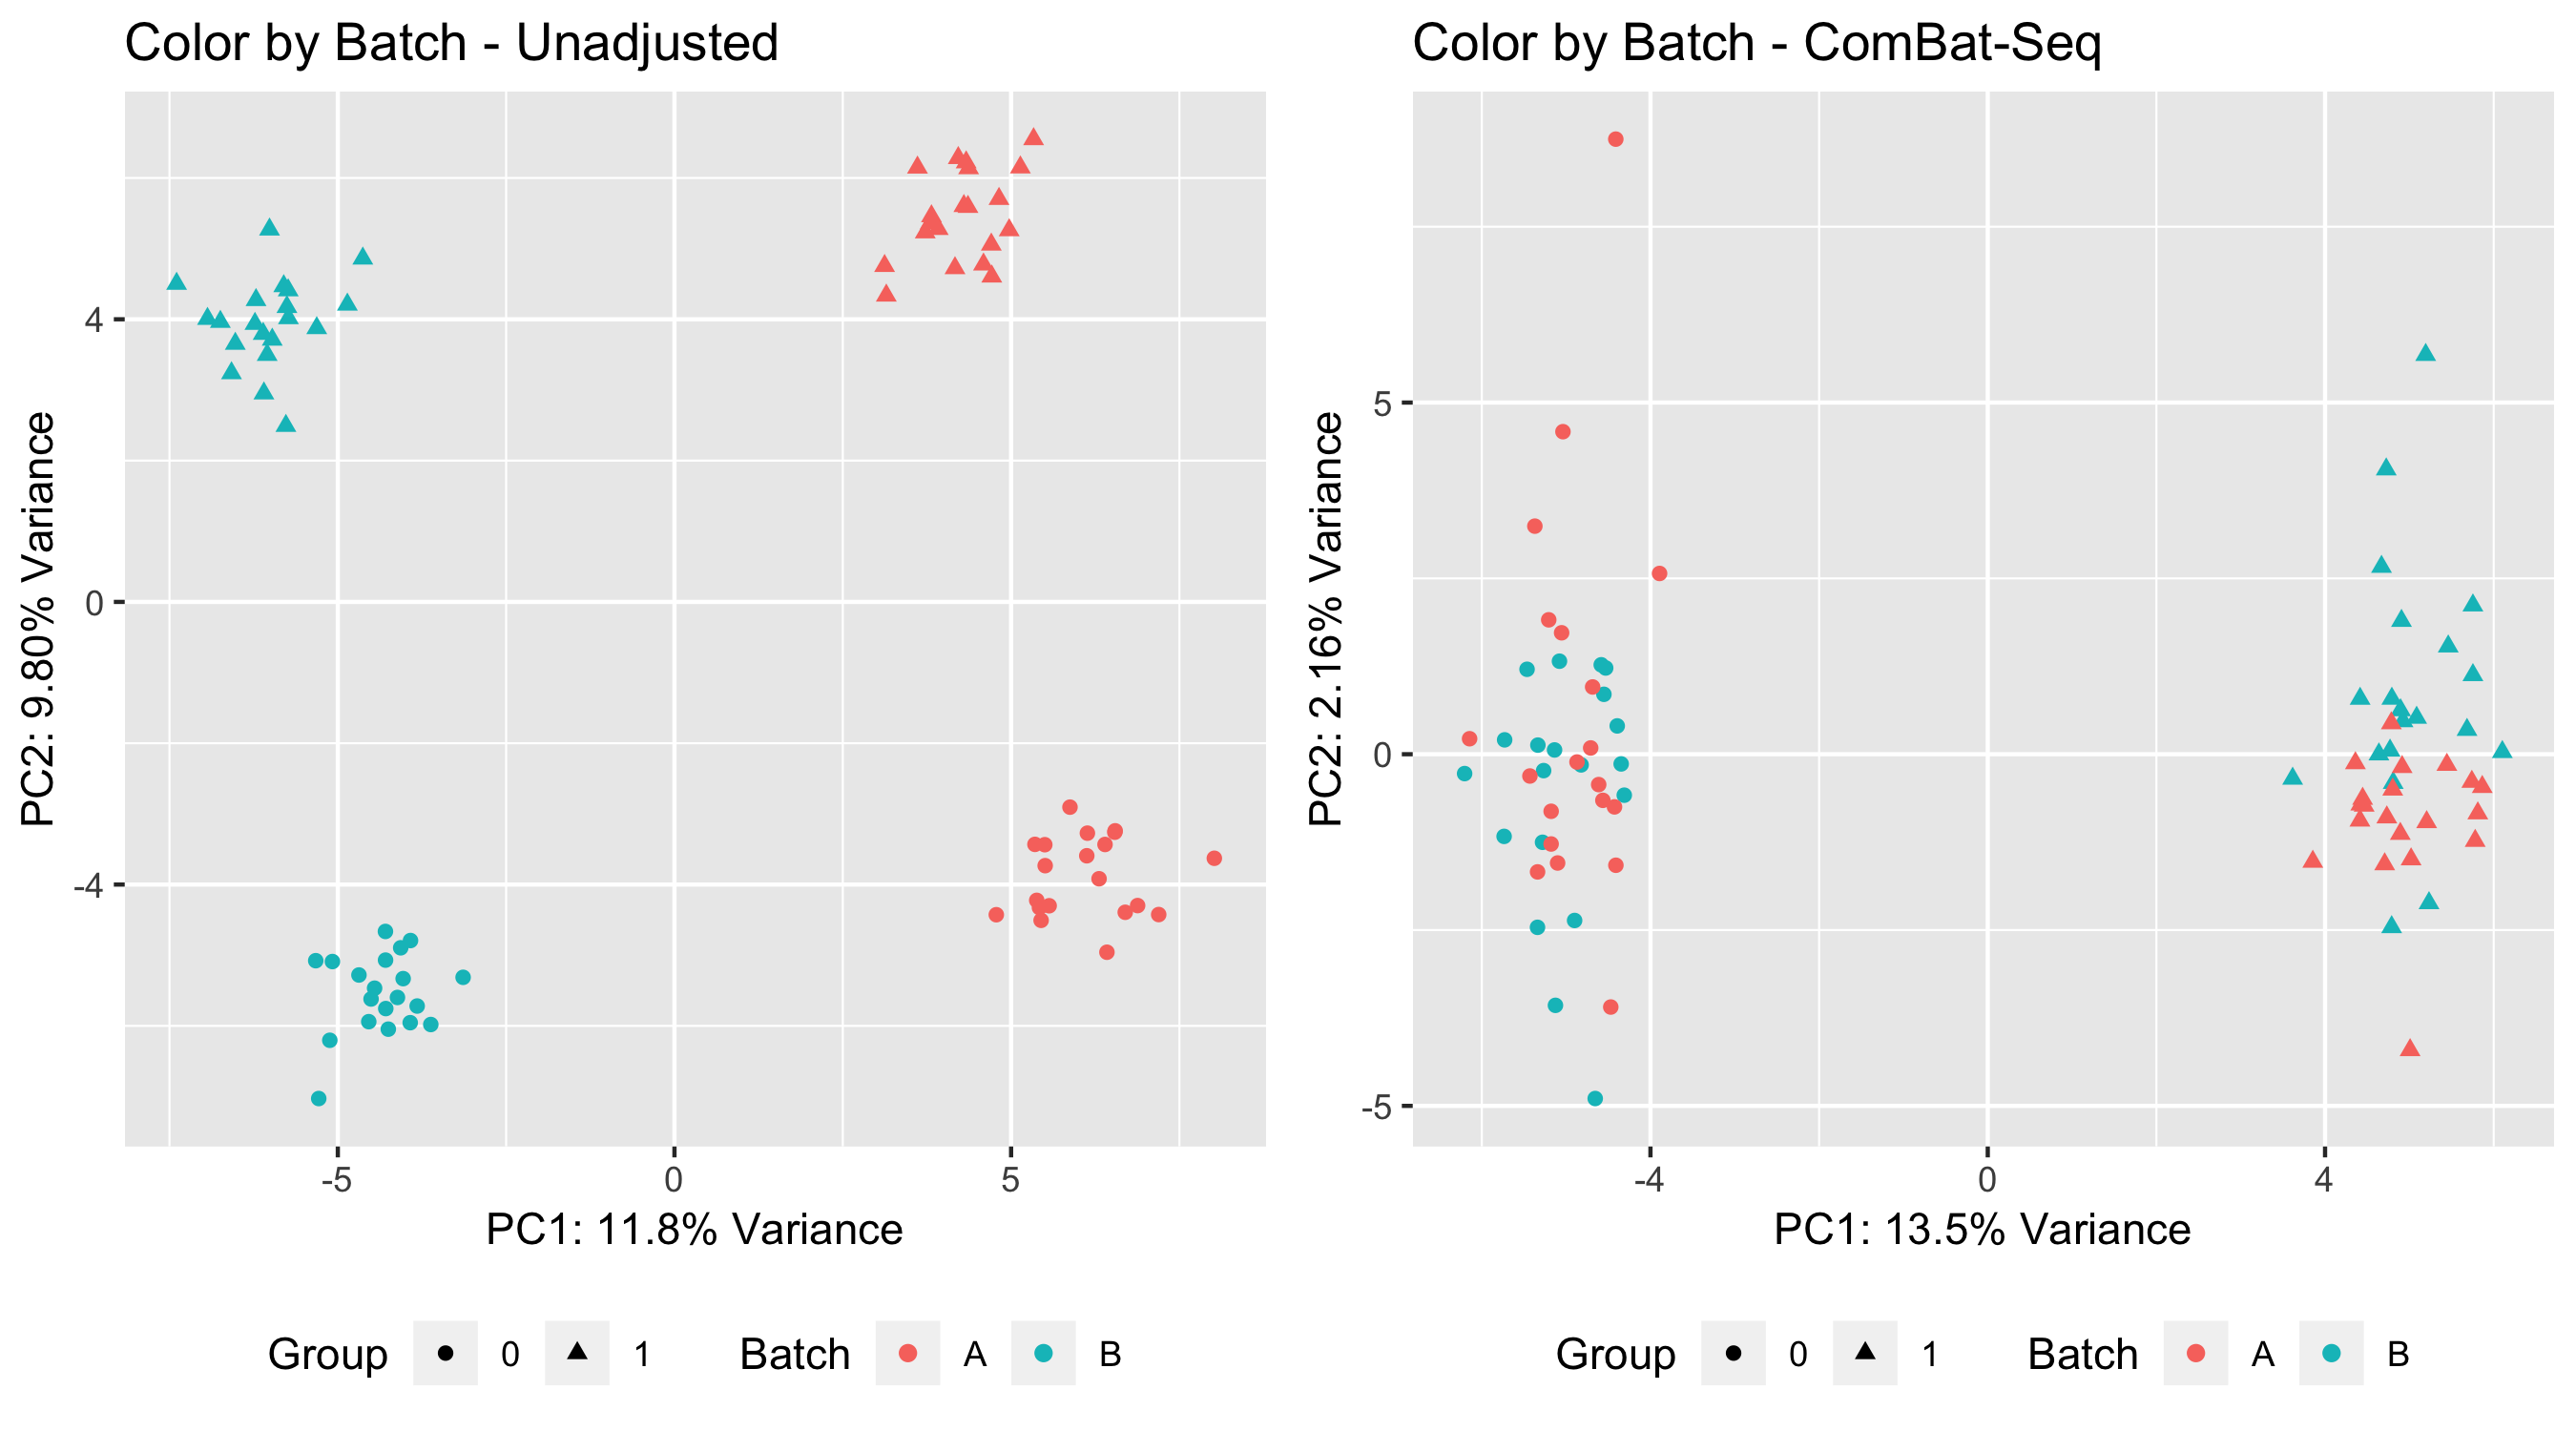 Color by Batch - Unadjusted
PC2: 9.80% Variance
4
0
-4
-5
0
5
PC1: 11.8% Variance
Group 0 1 Batch A B
Color by Batch - ComBat-Seq
PC2: 2.16% Variance
5
0
-5
-4
0
4
PC1: 13.5% Variance
Group 0 1 Batch A B